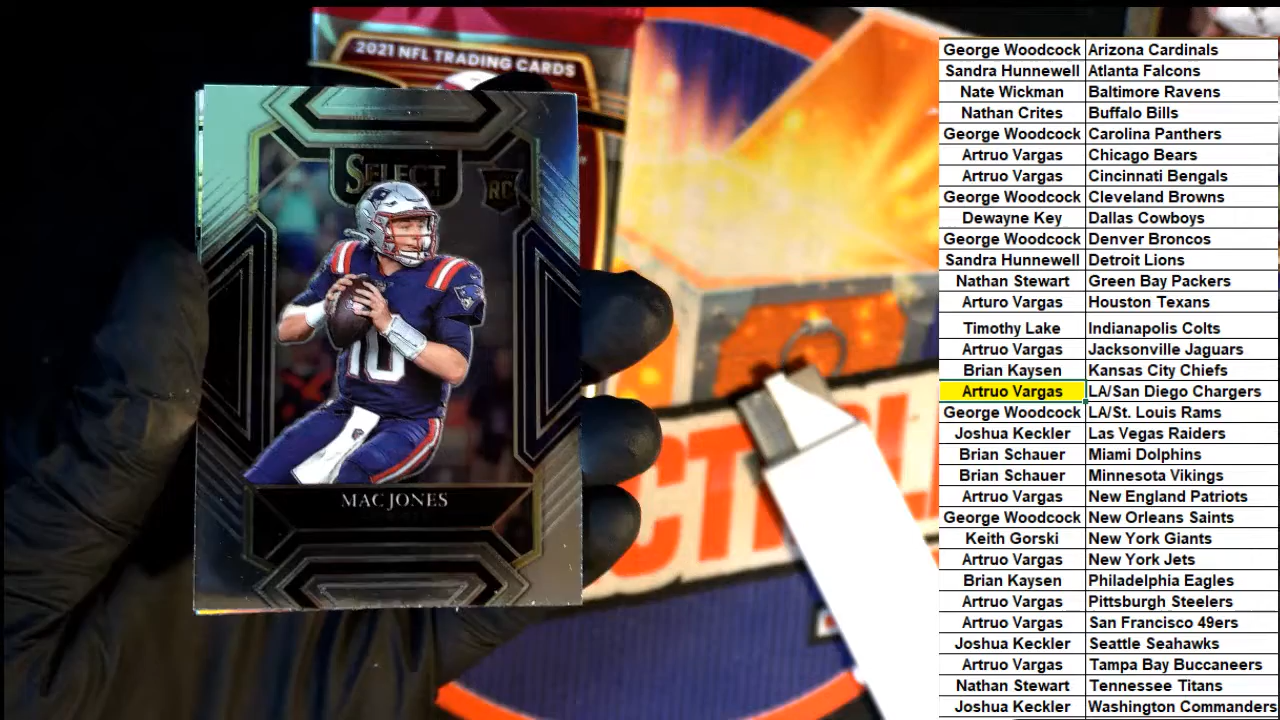 2021 NFL TRADING CARDS
SELECT
RC
10
MAC JONES
George Woodcock Arizona Cardinals
Sandra Hunnewell Atlanta Falcons
Nate Wickman Baltimore Ravens
Nathan Crites Buffalo Bills
George Woodcock Carolina Panthers
Artruo Vargas Chicago Bears
Artruo Vargas Cincinnati Bengals
George Woodcock Cleveland Browns
Dewayne Key Dallas Cowboys
George Woodcock Denver Broncos
Sandra Hunnewell Detroit Lions
Nathan Stewart Green Bay Packers
Arturo Vargas Houston Texans
Timothy Lake Indianapolis Colts
Artruo Vargas Jacksonville Jaguars
Brian Kaysen Kansas City Chiefs
Artruo Vargas LA/San Diego Chargers
George Woodcock LA/St. Louis Rams
Joshua Keckler Las Vegas Raiders
Brian Schauer Miami Dolphins
Brian Schauer Minnesota Vikings
Artruo Vargas New England Patriots
George Woodcock New Orleans Saints
Keith Gorski New York Giants
Artruo Vargas New York Jets
Brian Kaysen Philadelphia Eagles
Artruo Vargas Pittsburgh Steelers
Artruo Vargas San Francisco 49ers
Joshua Keckler Seattle Seahawks
Artruo Vargas Tampa Bay Buccaneers
Nathan Stewart Tennessee Titans
Joshua Keckler Washington Commanders